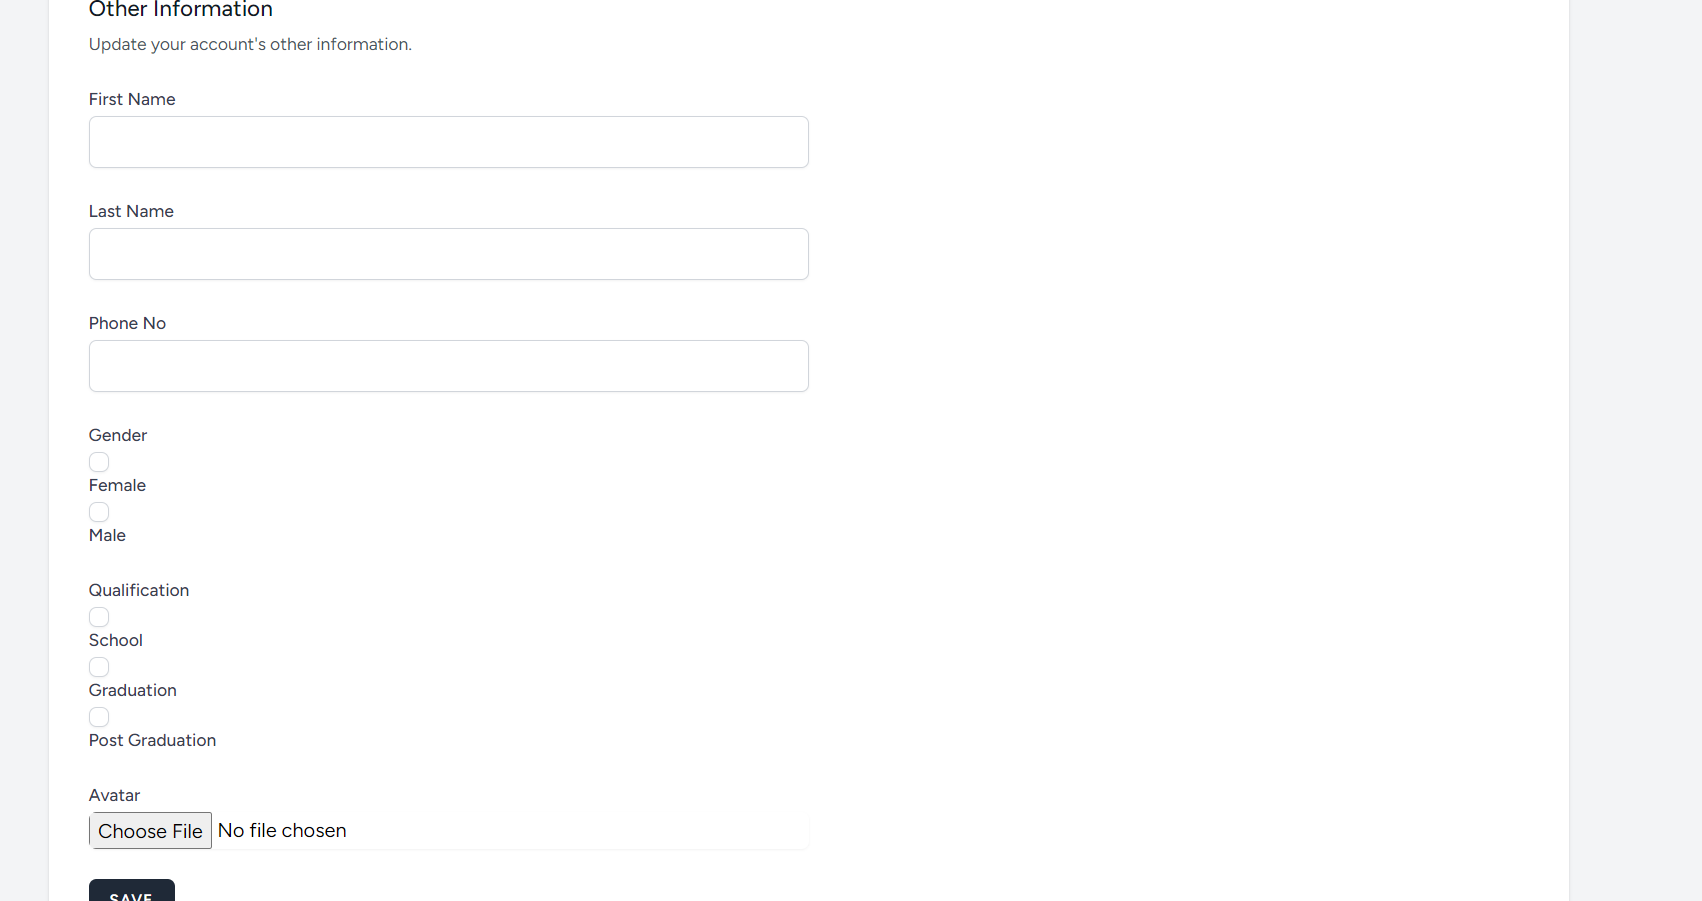 Other Information
Update your account's other information.
First Name
Last Name
Phone No
Gender
Female
Male
Qualification
School
Graduation
Post Graduation
Avatar
Choose File No file chosen
SAVE